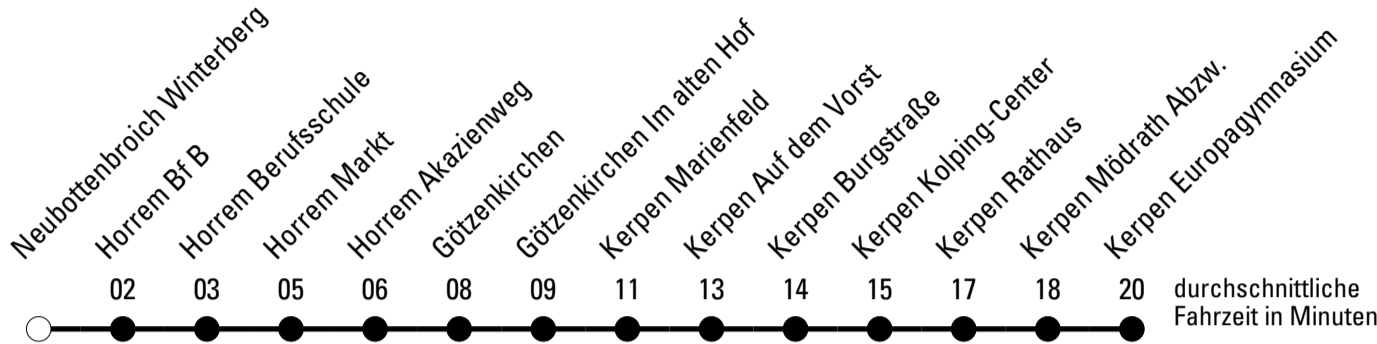 Neubottenbroich Winterberg
Horrem Bf B
Horrem Berufsschule
Horrem Markt
Horrem Akazienweg
Götzenkirchen
Götzenkirchen Im alten Hof
Kerpen Marienfeld
Kerpen Auf dem Vorst
Kerpen Burgstraße
Kerpen Kolping-Center
Kerpen Rathaus
Kerpen Mödrath Abzw.
Kerpen Europagymnasium
02 03 05 06 08 09 11 13 14 15 17 18 20
durchschnittliche
Fahrzeit in Minuten